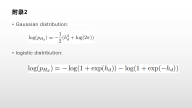 附录2
• Gaussian distribution:
log(p_{H_d}) = −\frac{1}{2}(h_d^2 + log(2π))
• logistic distribution:
log(p_{H_d}) = − log(1 + exp(h_d)) − log(1 + exp(−h_d))